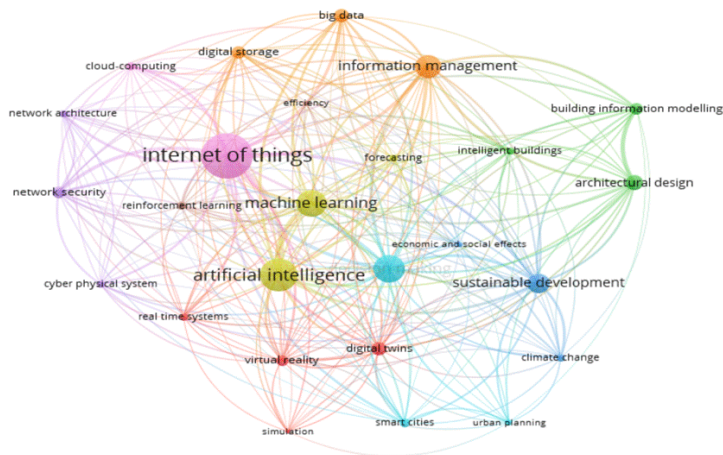 big data
digital storage
cloud-computing
information management
efficiency
network architecture
building information modelling
internet of things
forecasting
intelligent buildings
architectural design
network security
reinforcement learning
machine learning
economic and social effects
artificial intelligence
sustainable development
cyber physical system
real time systems
virtual reality
digital twins
climate change
smart cities
urban planning
simulation